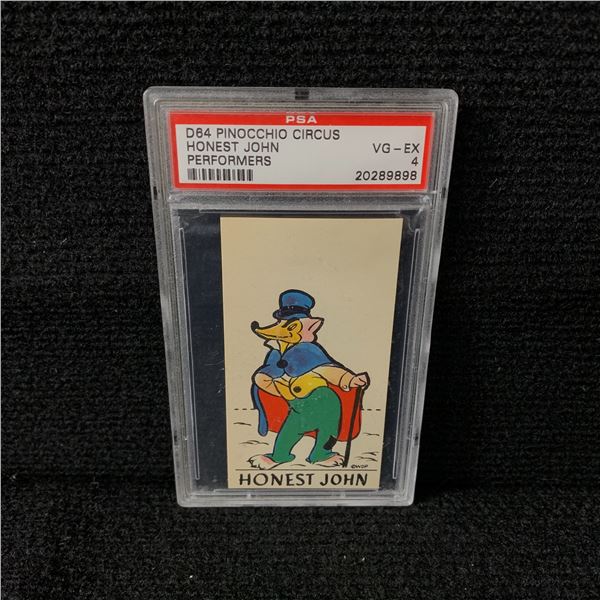 PSA
D64 PINOCCHIO CIRCUS
HONEST JOHN VG-EX
PERFORMERS 4
20289898
©WDP
HONEST JOHN